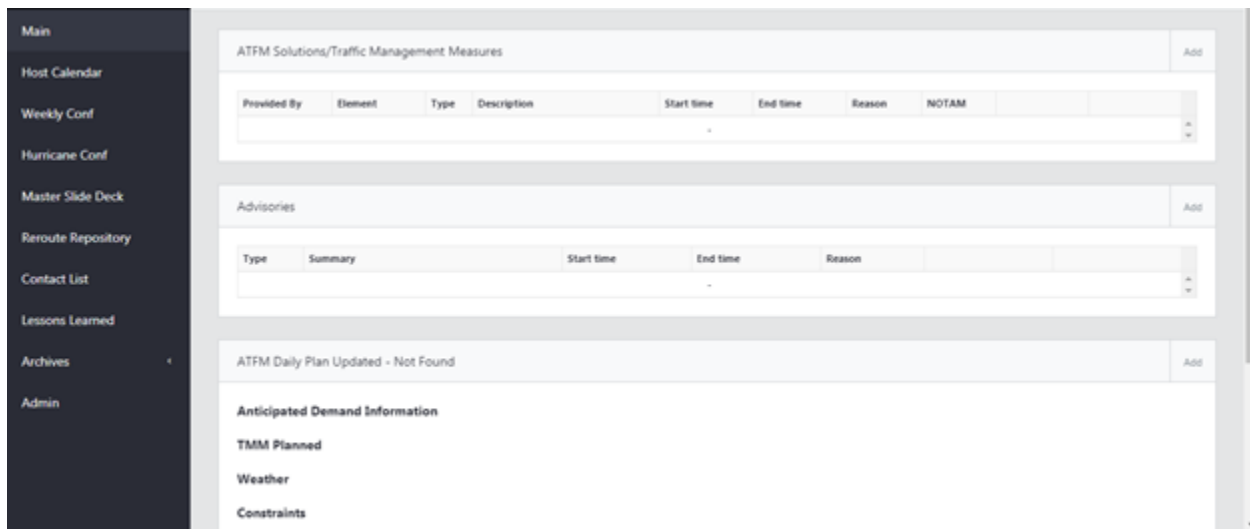 Main
Host Calendar
Weekly Conf
Hurricane Conf
Master Slide Deck
Reroute Repository
Contact List
Lessons Learned
Archives
Admin
ATFM Solutions/Traffic Management Measures Add
Provided By Element Type Description Start time End time Reason NOTAM
-
Advisories Add
Type Summary Start time End time Reason
-
ATFM Daily Plan Updated - Not Found Add
Anticipated Demand Information
TMM Planned
Weather
Constraints